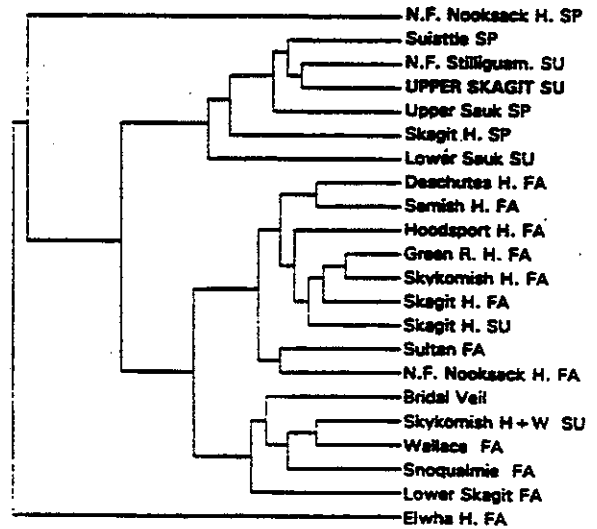 N.F. Nooksack H. SP
Suiattle SP
N.F. Stilliguam. SU
UPPER SKAGIT SU
Upper Sauk SP
Skagit H. SP
Lower Sauk SU
Deschutes H. FA
Samish H. FA
Hoodsport H. FA
Green R. H. FA
Skykomish H. FA
Skagit H. FA
Skagit H. SU
Sultan FA
N.F. Nooksack H. FA
Bridal Veil
Skykomish H + W SU
Wallace FA
Snoqualmie FA
Lower Skagit FA
Elwha H. FA